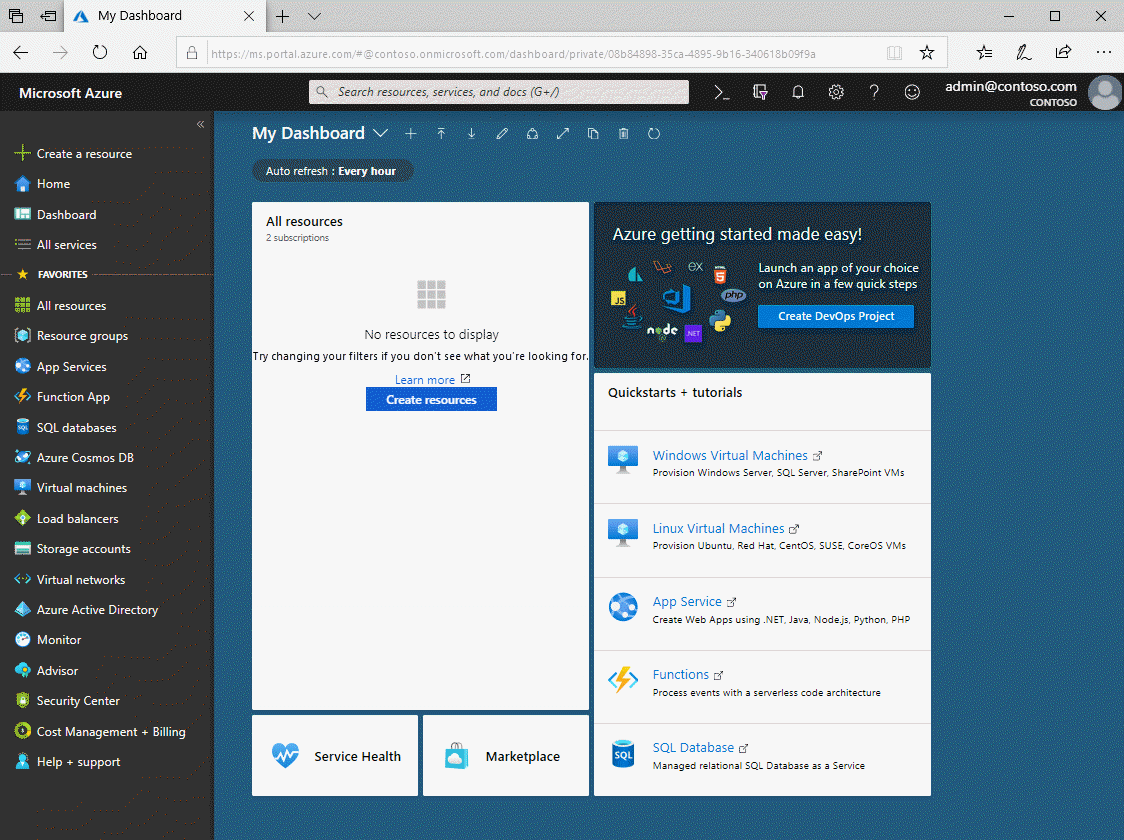 My Dashboard
https://ms.portal.azure.com/#@contoso.onmicrosoft.com/dashboard/private/08b84898-35ca-4895-9b16-340618b09f9a
Microsoft Azure
Search resources, services, and docs (G+/)
admin@contoso.com
CONTOSO
Create a resource
Home
Dashboard
All services
FAVORITES
All resources
Resource groups
App Services
Function App
SQL databases
Azure Cosmos DB
Virtual machines
Load balancers
Storage accounts
Virtual networks
Azure Active Directory
Monitor
Advisor
Security Center
Cost Management + Billing
Help + support
My Dashboard
Auto refresh : Every hour
All resources
2 subscriptions
No resources to display
Try changing your filters if you don't see what you're looking for.
Learn more
Create resources
Service Health
Marketplace
Azure getting started made easy!
EX
5
JS
php
Java
node
.NET
Launch an app of your choice
on Azure in a few quick steps
Create DevOps Project
Quickstarts + tutorials
Windows Virtual Machines
Provision Windows Server, SQL Server, SharePoint VMs
Linux Virtual Machines
Provision Ubuntu, Red Hat, CentOS, SUSE, CoreOS VMs
App Service
Create Web Apps using .NET, Java, Node.js, Python, PHP
Functions
Process events with a serverless code architecture
SQL
SQL Database
Managed relational SQL Database as a Service